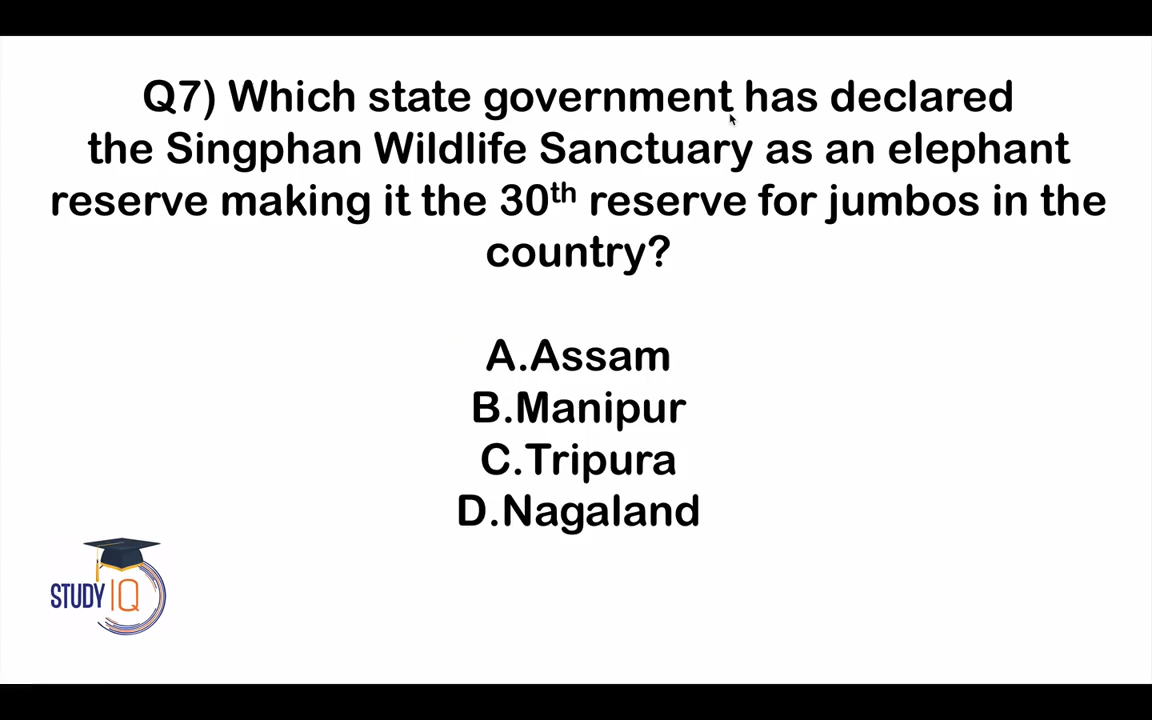 Q7) Which state government has declared
the Singphan Wildlife Sanctuary as an elephant
reserve making it the 30th reserve for jumbos in the
country?
A.Assam
B.Manipur
C.Tripura
D.Nagaland
STUDY IQ